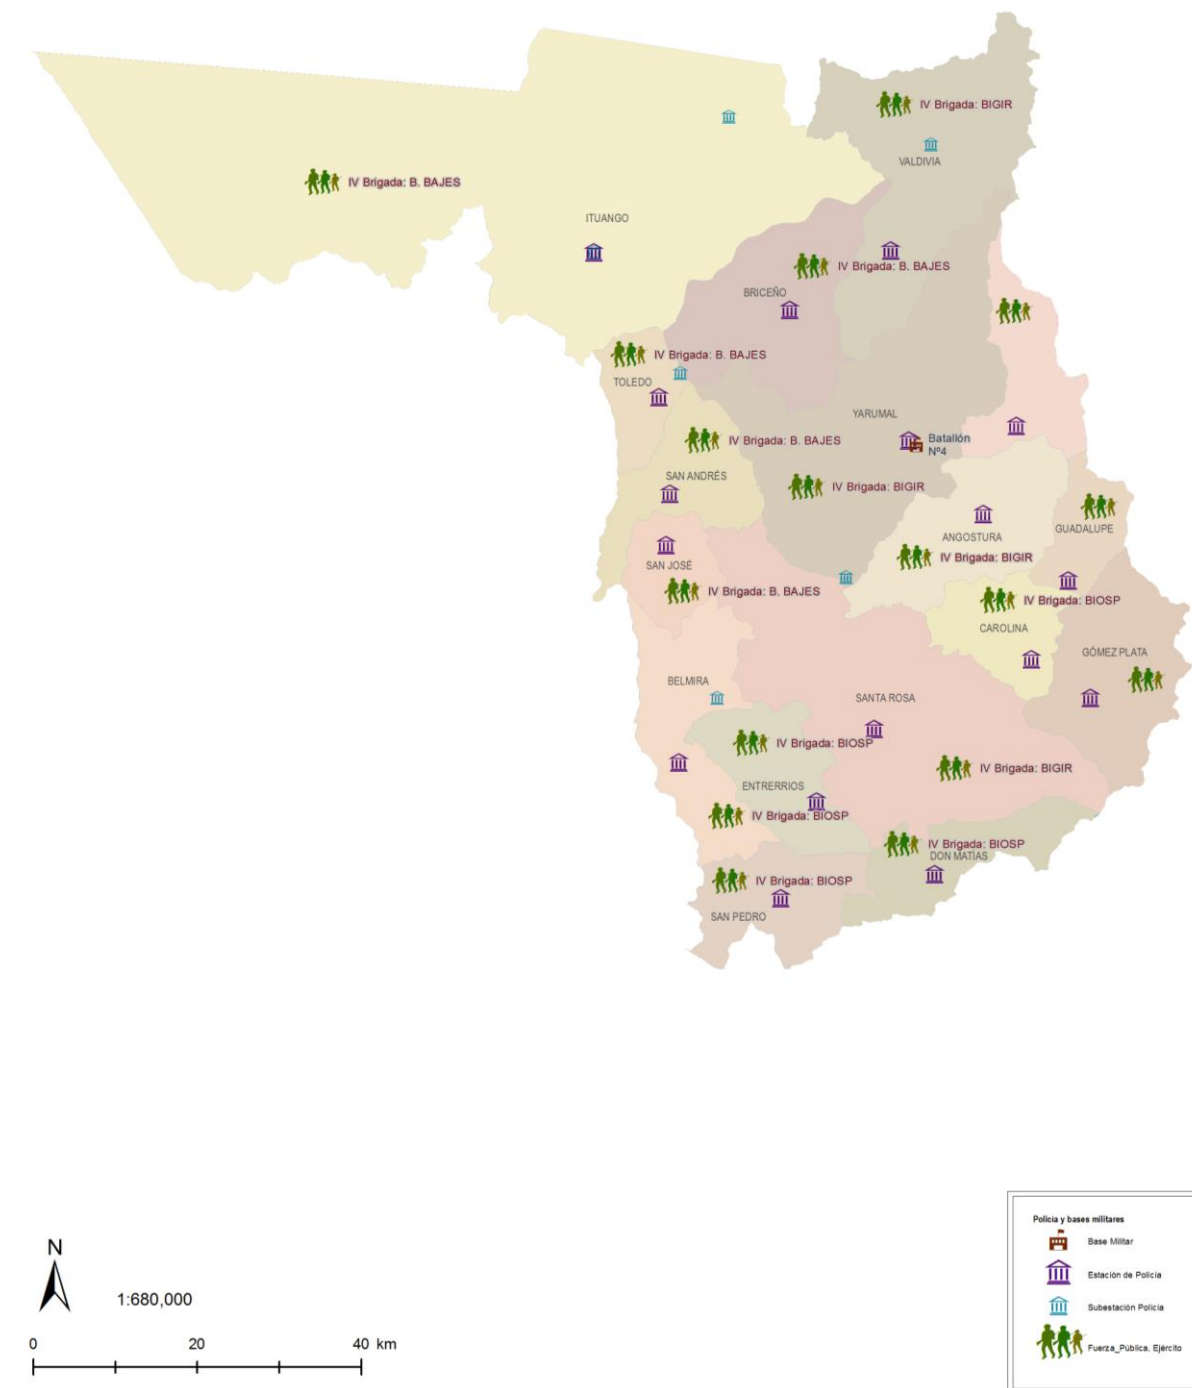 IV Brigada: BIGIR
VALDIVIA
IV Brigada: B. BAJES
ITUANGO
IV Brigada: B. BAJES
BRICEÑO
IV Brigada: B. BAJES
TOLEDO
YARUMAL
Batallón
Nº4
IV Brigada: B. BAJES
SAN ANDRÉS
IV Brigada: BIGIR
GUADALUPE
ANGOSTURA
IV Brigada: BIGIR
SAN JOSÉ
IV Brigada: B. BAJES
IV Brigada: BIOSP
CAROLINA
GÓMEZ PLATA
BELMIRA
SANTA ROSA
IV Brigada: BIOSP
IV Brigada: BIGIR
ENTRERRIOS
IV Brigada: BIOSP
IV Brigada: BIOSP
DON MATÍAS
IV Brigada: BIOSP
SAN PEDRO
Policia y bases militares
Base Militar
Estación de Policia
Subestación Policia
Fuerza_Pública, Ejército
N
1:680,000
0 20 40 km